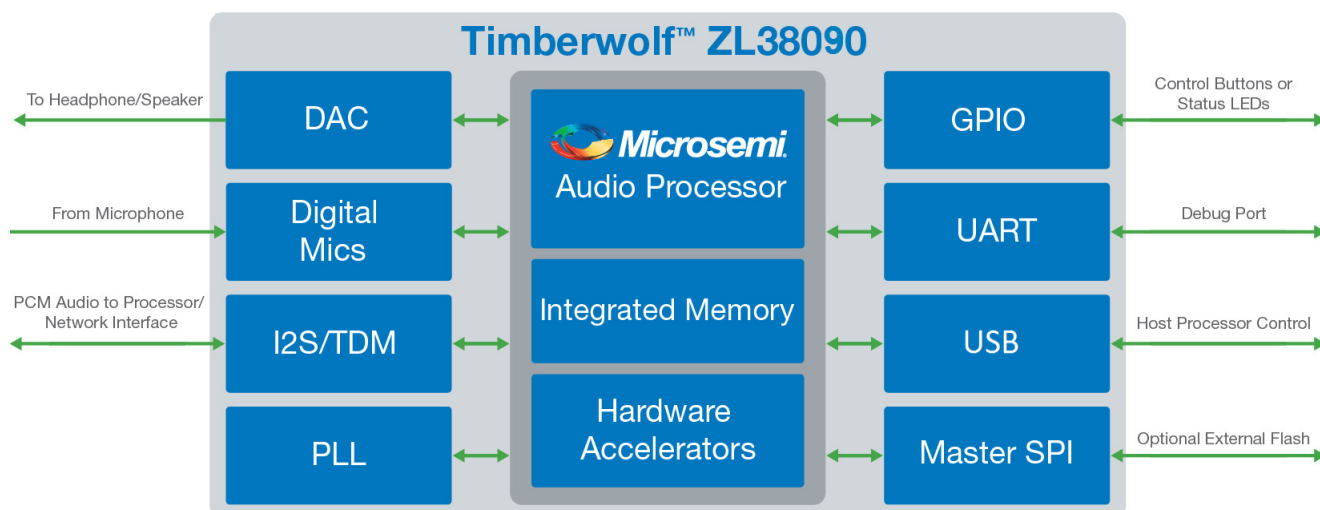 Timberwolf™ ZL38090
To Headphone/Speaker
DAC
From Microphone
Digital
Mics
PCM Audio to Processor/
Network Interface
I2S/TDM
PLL
Microsemi.
Audio Processor
Integrated Memory
Hardware
Accelerators
GPIO
Control Buttons or
Status LEDs
UART
Debug Port
USB
Host Processor Control
Master SPI
Optional External Flash